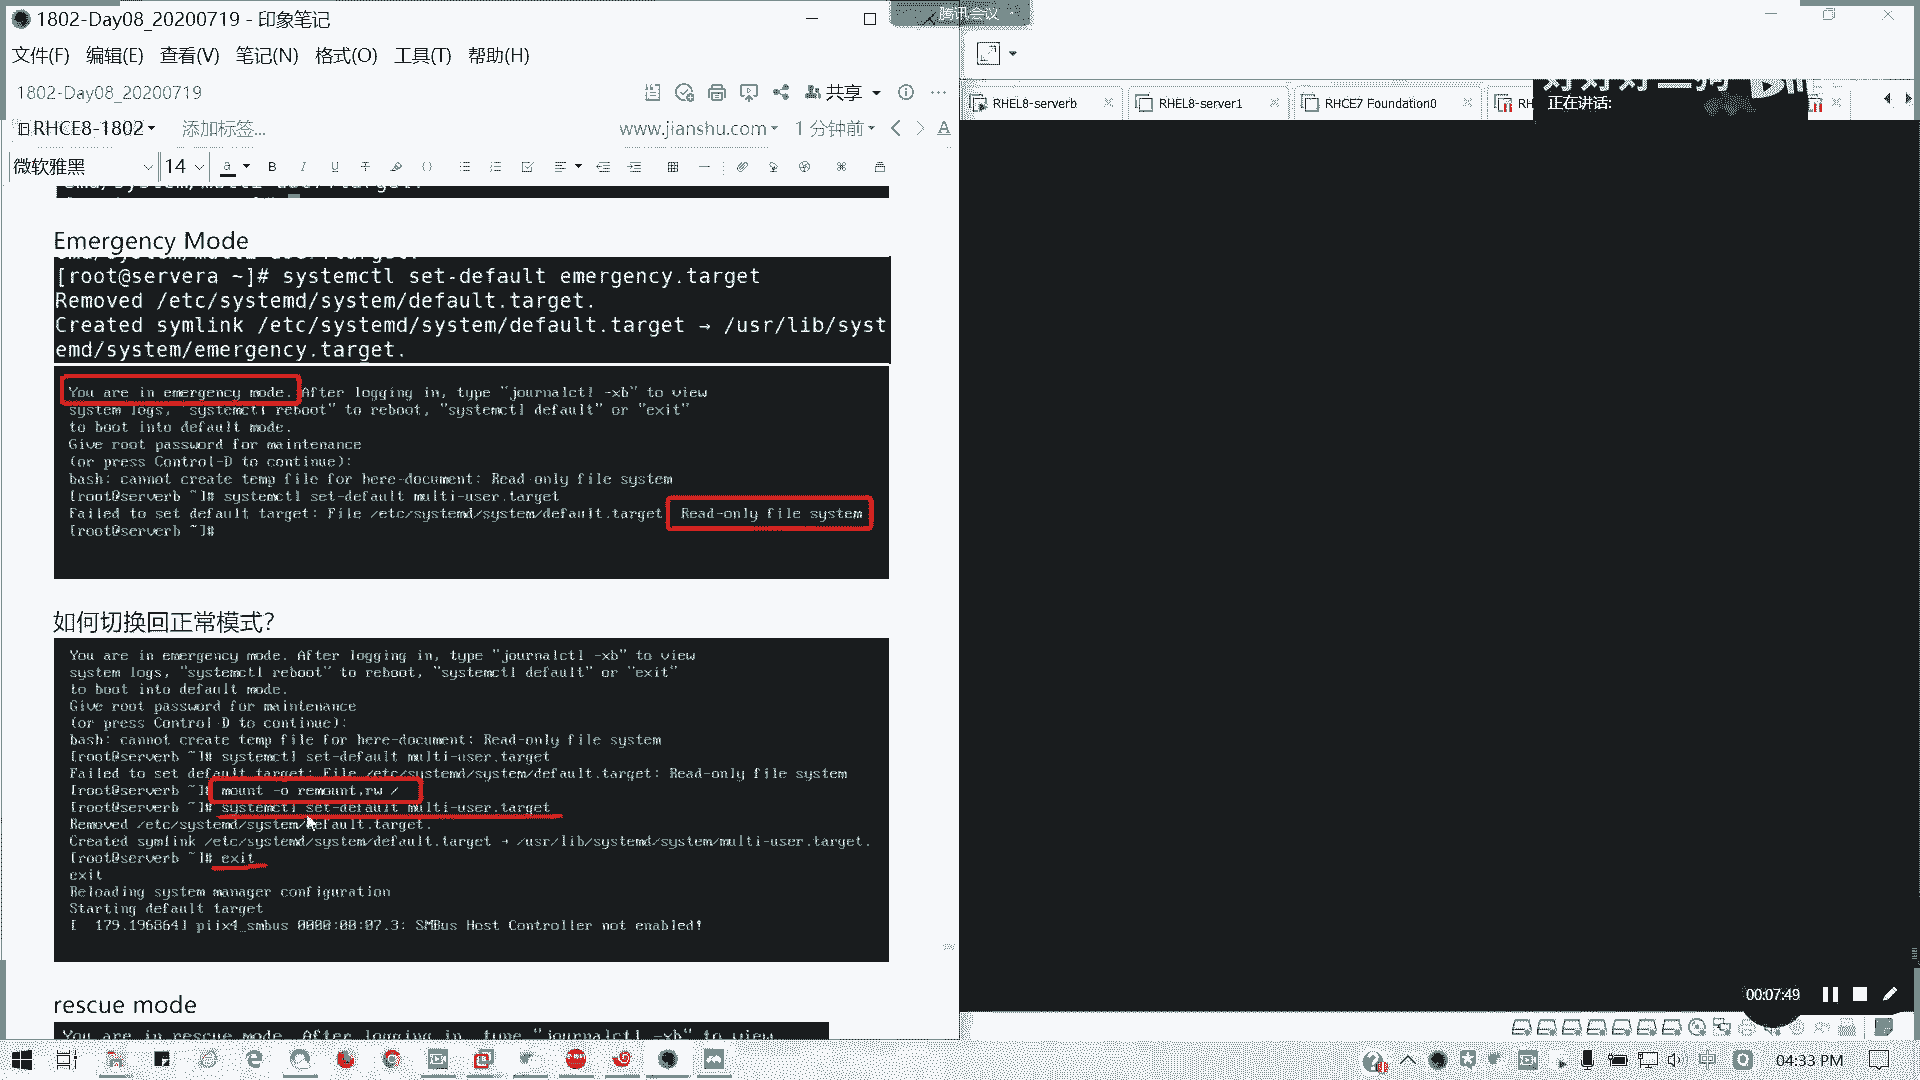 1802-Day08_20200719 - 印象笔记
腾讯会议
文件(F) 编辑(E) 查看(V) 笔记(N) 格式(O) 工具(T) 帮助(H)
1802-Day08_20200719
共享
RHCE8-1802
添加标签...
www.jianshu.com
1 分钟前
微软雅黑
14
RHEL8-serverb
RHEL8-server1
RHCE7 Foundation0
RH
正在讲话:
Emergency Mode
[root@servera ~]# systemctl set-default emergency.target
Removed /etc/systemd/system/default.target.
Created symlink /etc/systemd/system/default.target → /usr/lib/syst
emd/system/emergency.target.
You are in emergency mode. After logging in, type "journalctl -xb" to view
system logs, "systemctl reboot" to reboot, "systemctl default" or "exit"
to boot into default mode.
Give root password for maintenance
(or press Control-D to continue):
bash: cannot create temp file for here-document: Read-only file system
[root@serverb ~]# systemctl set-default multi-user.target
Failed to set default target: File /etc/systemd/system/default.target Read-only file system
[root@serverb ~]#
如何切换回正常模式?
You are in emergency mode. After logging in, type "journalctl -xb" to view
system logs, "systemctl reboot" to reboot, "systemctl default" or "exit"
to boot into default mode.
Give root password for maintenance
(or press Control-D to continue):
bash: cannot create temp file for here-document: Read-only file system
[root@serverb ~]# systemctl set-default multi-user.target
Failed to set default target: File /etc/systemd/system/default.target: Read-only file system
[root@serverb ~]# mount -o remount,rw /
[root@serverb ~]# systemctl set-default multi-user.target
Removed /etc/systemd/system/default.target.
Created symlink /etc/systemd/system/default.target → /usr/lib/systemd/system/multi-user.target.
[root@serverb ~]# exit
exit
Reloading system manager configuration
Starting default target
[  179.196864] piix4_smbus 0000:00:07.3: SMBus Host Controller not enabled!
rescue mode
You are in rescue mode. After logging in, type "journalctl -xb" to view
00:07:49
04:33 PM